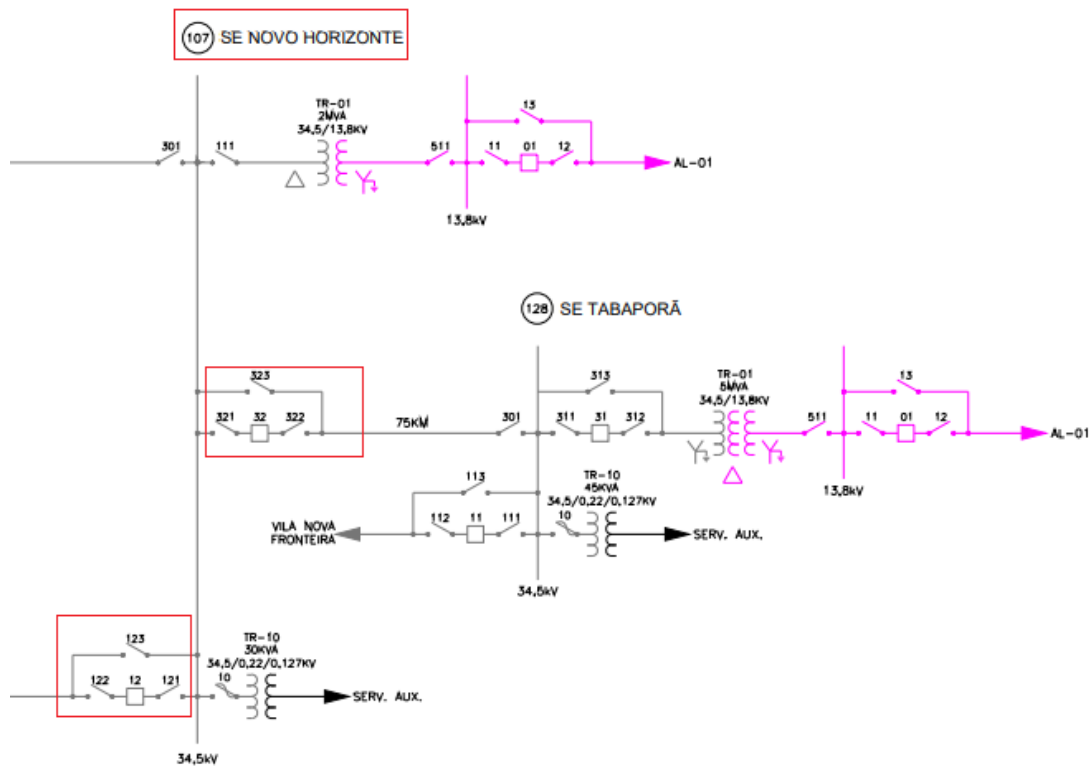 107 SE NOVO HORIZONTE
TR-01
2MVA
34,5/13,8KV
13
301
111
511
11
01
12
AL-01
13,8kV
128 SE TABAPORÃ
323
321
32
322
75KM
301
313
311
31
312
TR-01
5MVA
34,5/13,8KV
511
13
11
01
12
AL-01
13,8kV
113
112
11
111
VILA NOVA
FRONTEIRA
TR-10
45KVA
34,5/0,22/0,127KV
10
SERV. AUX.
34,5kV
123
122
12
121
TR-10
30KVA
34,5/0,22/0,127KV
10
SERV. AUX.
34,5kV